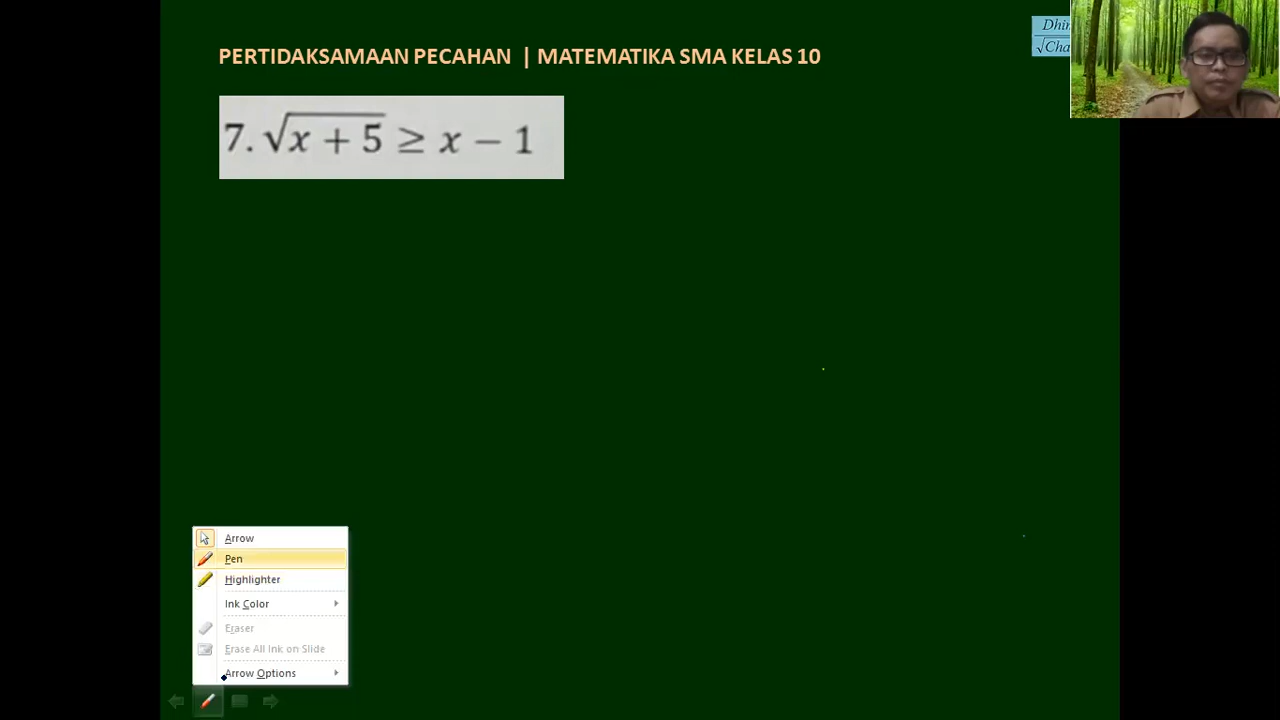 PERTIDAKSAMAAN PECAHAN | MATEMATIKA SMA KELAS 10
7. √x + 5 ≥ x − 1
Arrow
Pen
Highlighter
Ink Color
Eraser
Erase All Ink on Slide
Arrow Options